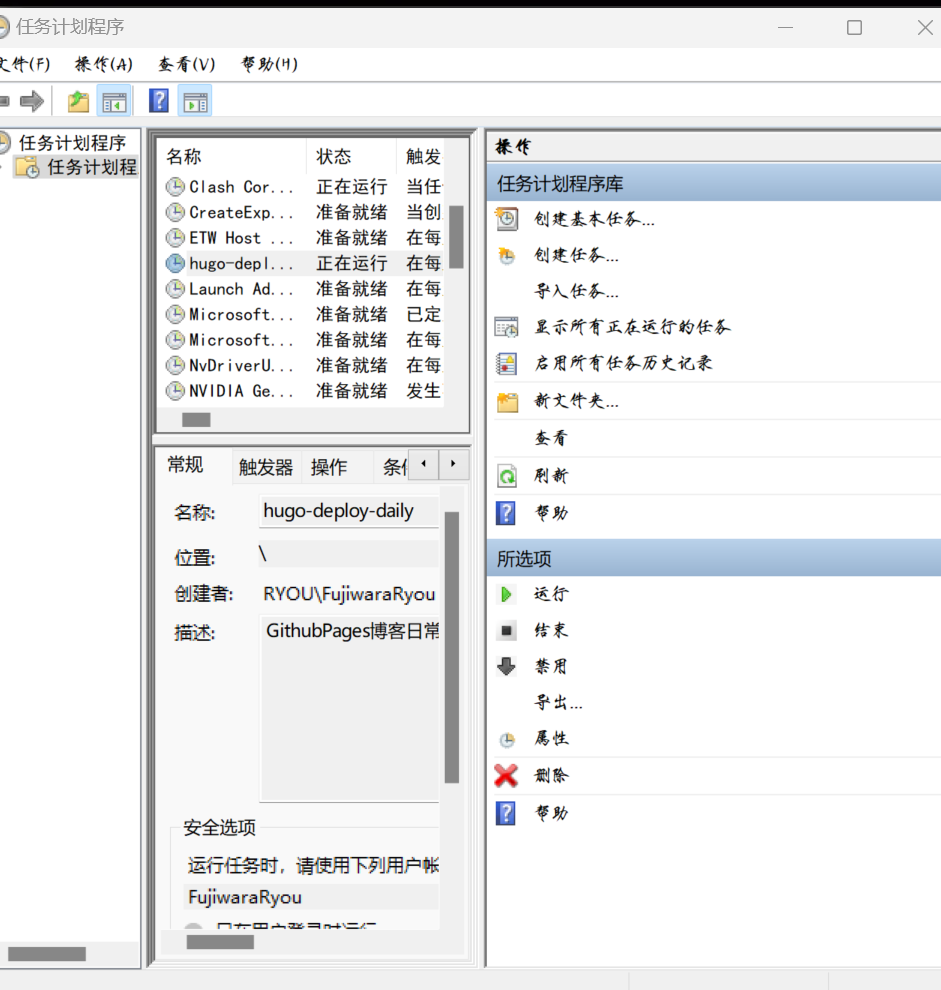 任务计划程序
文件(F) 操作(A) 查看(V) 帮助(H)
任务计划程序
任务计划程
名称 状态 触发
Clash Cor... 正在运行 当任
CreateExp... 准备就绪 当创
ETW Host ... 准备就绪 在每
hugo-depl... 正在运行 在每
Launch Ad... 准备就绪 在每
Microsoft... 准备就绪 已定
Microsoft... 准备就绪 在每
NvDriverU... 准备就绪 在每
NVIDIA Ge... 准备就绪 发生
常规 触发器 操作 条件
名称: hugo-deploy-daily
位置: \
创建者: RYOU\FujiwaraRyou
描述: GithubPages博客日常
安全选项
运行任务时，请使用下列用户帐
FujiwaraRyou
只在用户登录时运行
操作
任务计划程序库
创建基本任务...
创建任务...
导入任务...
显示所有正在运行的任务
启用所有任务历史记录
新文件夹...
查看
刷新
帮助
所选项
运行
结束
禁用
导出...
属性
删除
帮助